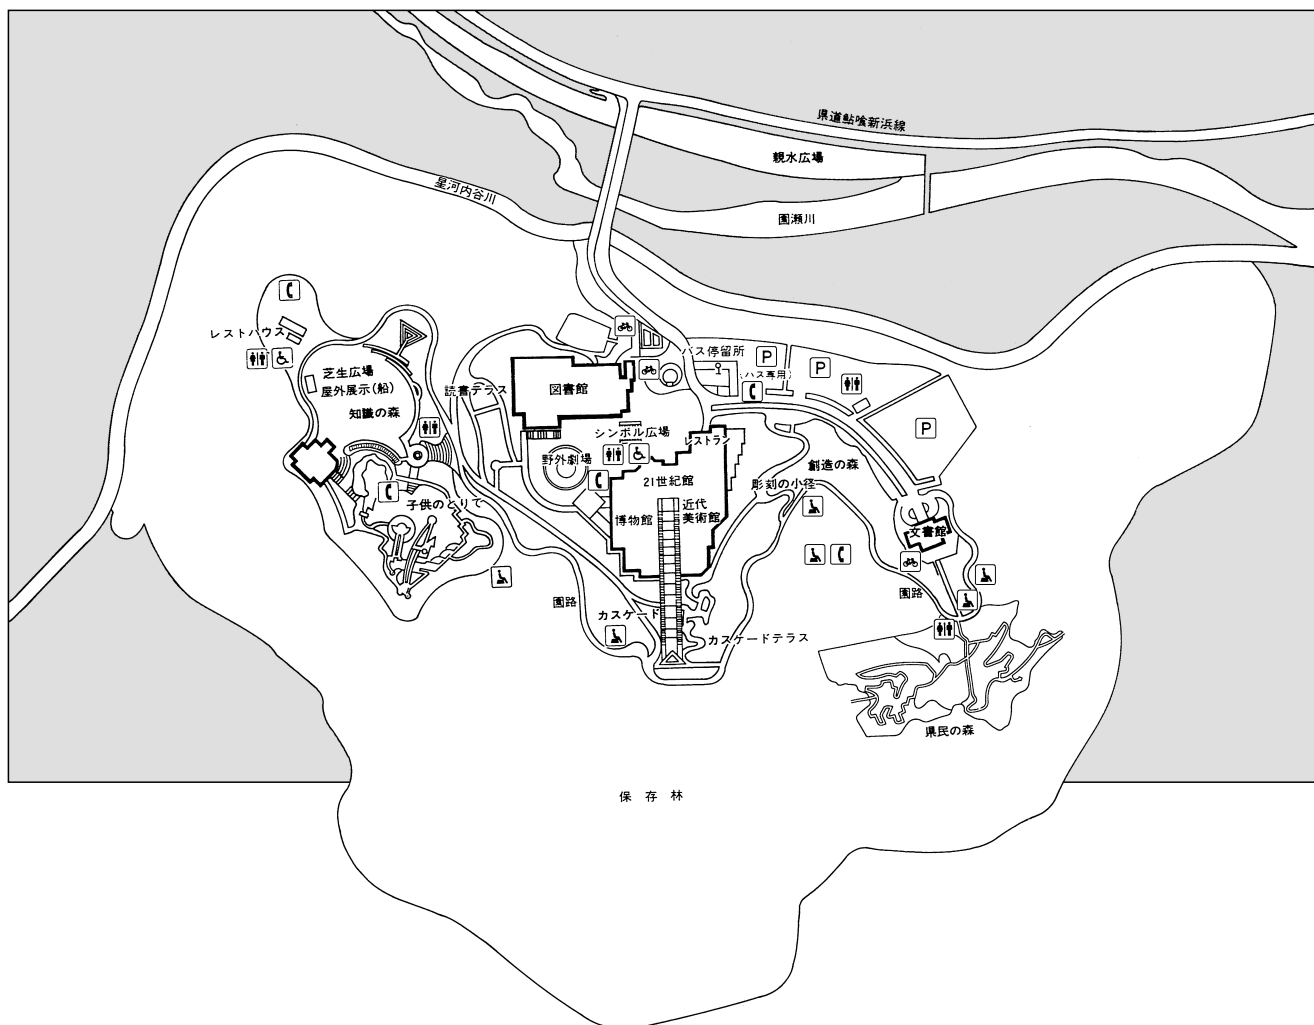 県道鮎喰新浜線
親水広場
星河内谷川
園瀬川
レストハウス
バス停留所
P
P
(バス専用)
芝生広場
屋外展示(船)
知識の森
読書テラス
図書館
P
シンボル広場
レストラン
野外劇場
創造の森
21世紀館
彫刻の小径
子供のとりで
近代
美術館
博物館
文書館
園路
園路
カスケード
カスケードテラス
県民の森
保存林